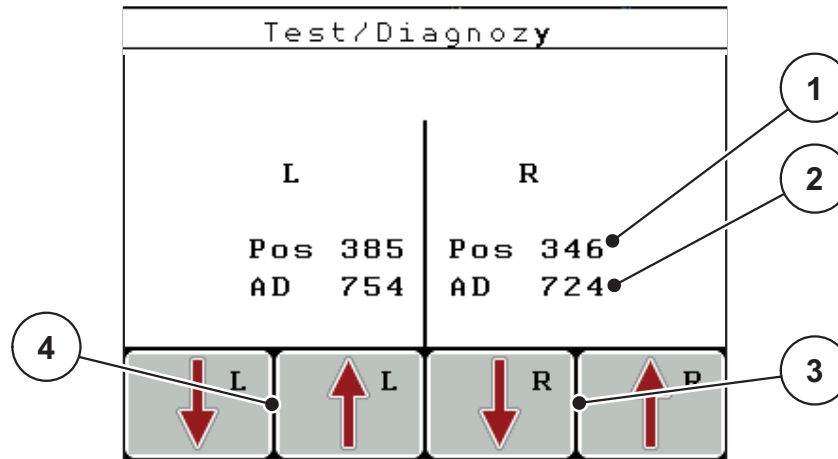 Test/Diagnozy
1
L R
2
Pos 385 Pos 346
AD 754 AD 724
4
L L R R
3